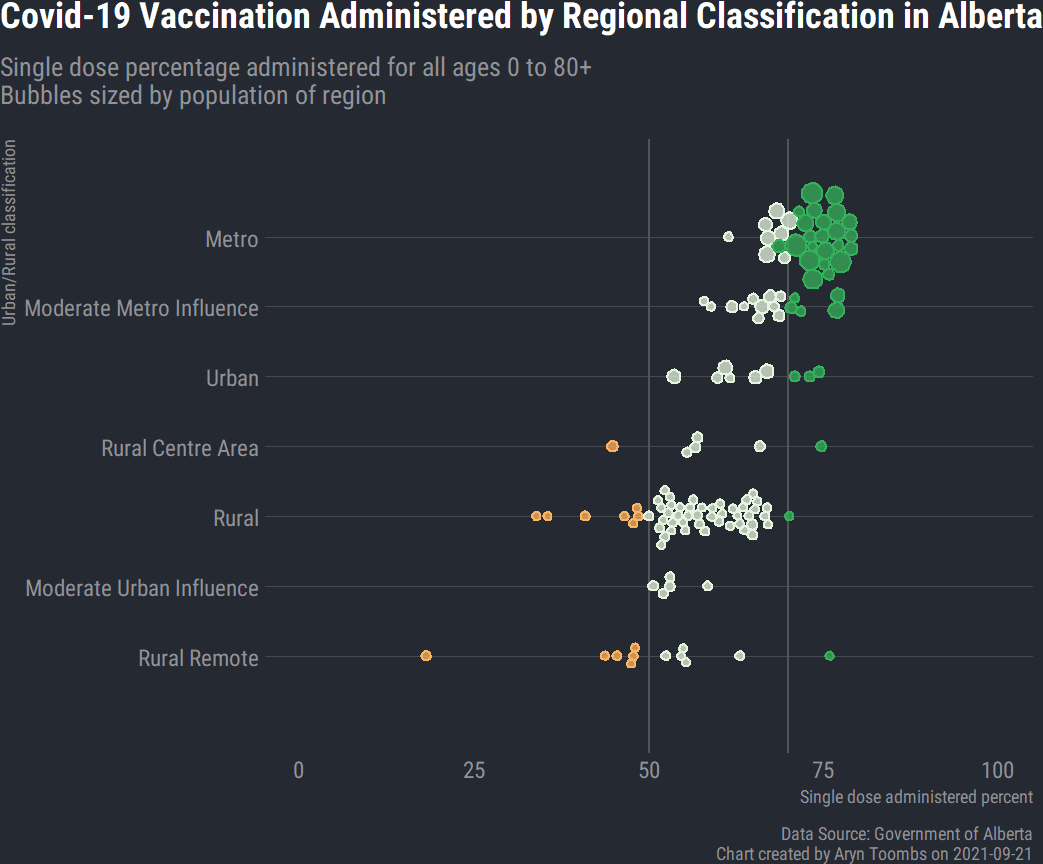 Covid-19 Vaccination Administered by Regional Classification in Alberta
Single dose percentage administered for all ages 0 to 80+
Bubbles sized by population of region
Urban/Rural classification
Metro
Moderate Metro Influence
Urban
Rural Centre Area
Rural
Moderate Urban Influence
Rural Remote
0 25 50 75 100
Single dose administered percent
Data Source: Government of Alberta
Chart created by Aryn Toombs on 2021-09-21